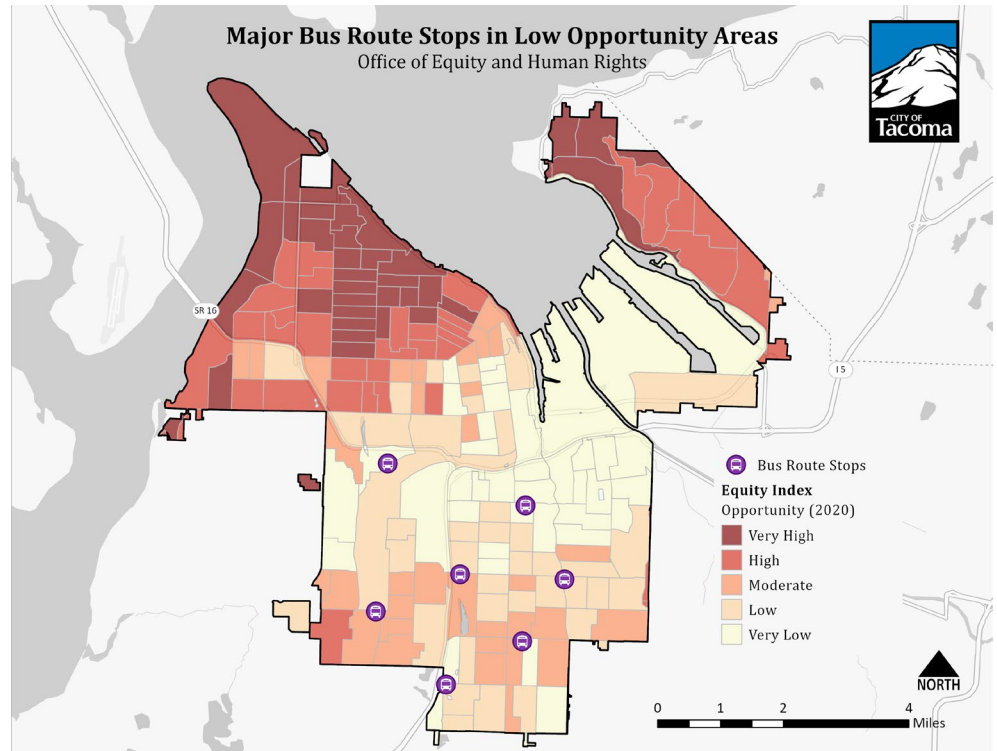 Major Bus Route Stops in Low Opportunity Areas
Office of Equity and Human Rights
CITY OF
Tacoma
SR 16
I 5
Bus Route Stops
Equity Index
Opportunity (2020)
Very High
High
Moderate
Low
Very Low
NORTH
0 1 2 4
Miles